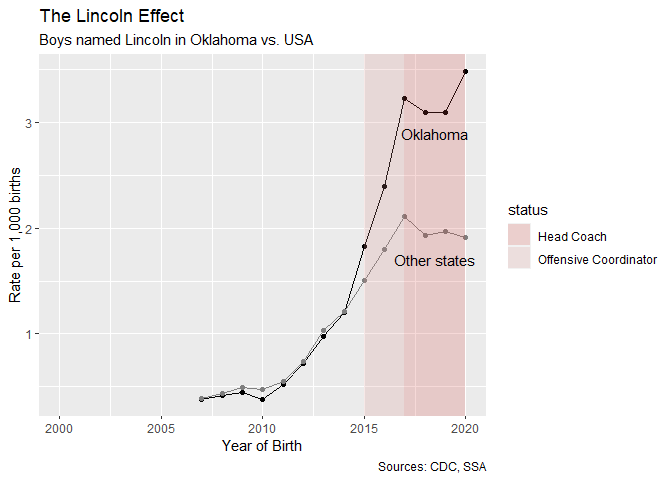 The Lincoln Effect
Boys named Lincoln in Oklahoma vs. USA
Rate per 1,000 births
3
2
1
Oklahoma
Other states
2000 2005 2010 2015 2020
Year of Birth
status
Head Coach
Offensive Coordinator
Sources: CDC, SSA